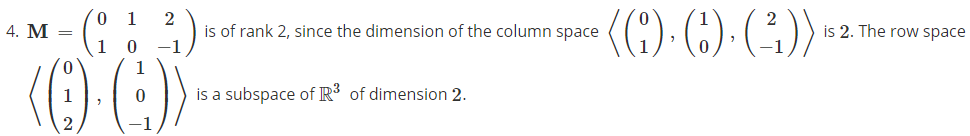 4. M = \begin{pmatrix} 0 & 1 & 2 \\ 1 & 0 & -1 \end{pmatrix} is of rank 2, since the dimension of the column space \left\langle \begin{pmatrix} 0 \\ 1 \end{pmatrix}, \begin{pmatrix} 1 \\ 0 \end{pmatrix}, \begin{pmatrix} 2 \\ -1 \end{pmatrix} \right\rangle is 2. The row space
\left\langle \begin{pmatrix} 0 \\ 1 \\ 2 \end{pmatrix}, \begin{pmatrix} 1 \\ 0 \\ -1 \end{pmatrix} \right\rangle is a subspace of ℝ³ of dimension 2.